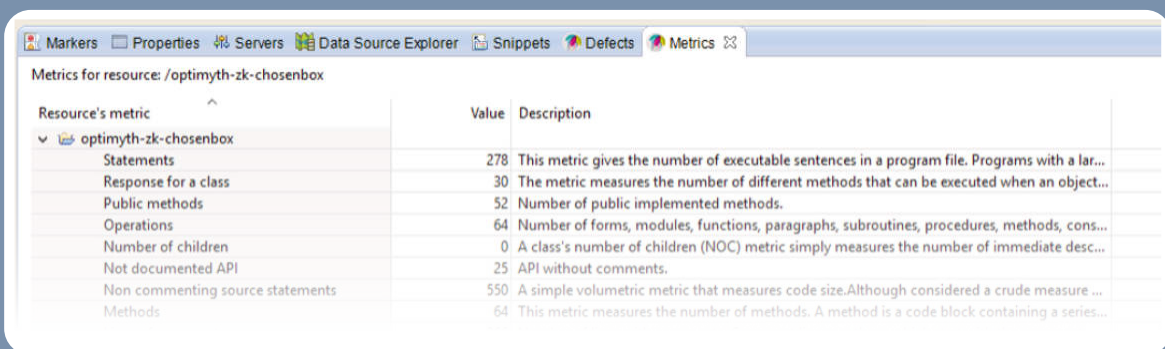 Markers Properties Servers Data Source Explorer Snippets Defects Metrics
Metrics for resource: /optimyth-zk-chosenbox
Resource's metric Value Description
optimyth-zk-chosenbox
Statements 278 This metric gives the number of executable sentences in a program file. Programs with a lar...
Response for a class 30 The metric measures the number of different methods that can be executed when an object...
Public methods 52 Number of public implemented methods.
Operations 64 Number of forms, modules, functions, paragraphs, subroutines, procedures, methods, cons...
Number of children 0 A class's number of children (NOC) metric simply measures the number of immediate desc...
Not documented API 25 API without comments.
Non commenting source statements 550 A simple volumetric metric that measures code size.Although considered a crude measure ...
Methods 64 This metric measures the number of methods. A method is a code block containing a series...